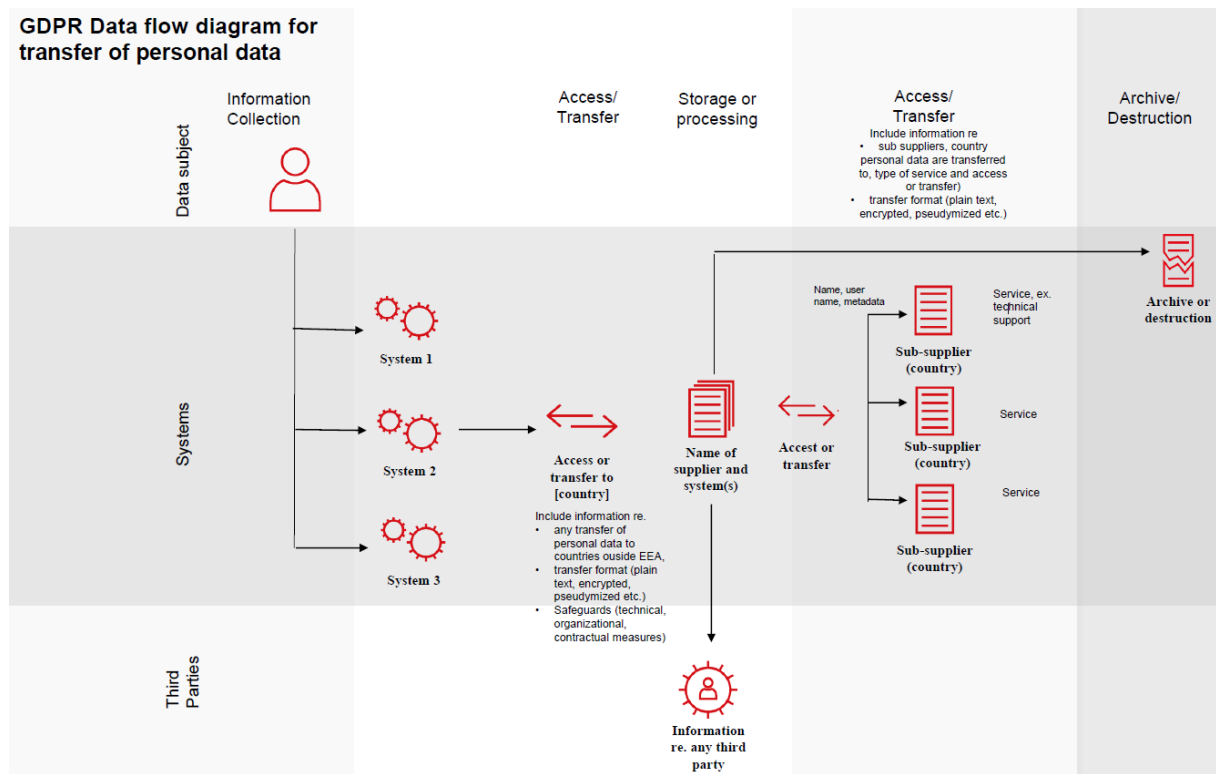 GDPR Data flow diagram for
transfer of personal data
Information
Collection
Access/
Transfer
Storage or
processing
Access/
Transfer
Include information re
• sub suppliers, country
personal data are transferred
to, type of service and access
or transfer)
• transfer format (plain text,
encrypted, pseudymized etc.)
Archive/
Destruction
Data subject
Systems
System 1
System 2
System 3
Access or
transfer to
[country]
Include information re.
• any transfer of
personal data to
countries ouside EEA,
• transfer format (plain
text, encrypted,
pseudymized etc.)
• Safeguards (technical,
organizational,
contractual measures)
Name of
supplier and
system(s)
Accest or
transfer
Name, user
name, metadata
Service, ex.
technical
support
Sub-supplier
(country)
Service
Sub-supplier
(country)
Service
Sub-supplier
(country)
Archive or
destruction
Third
Parties
Information
re. any third
party